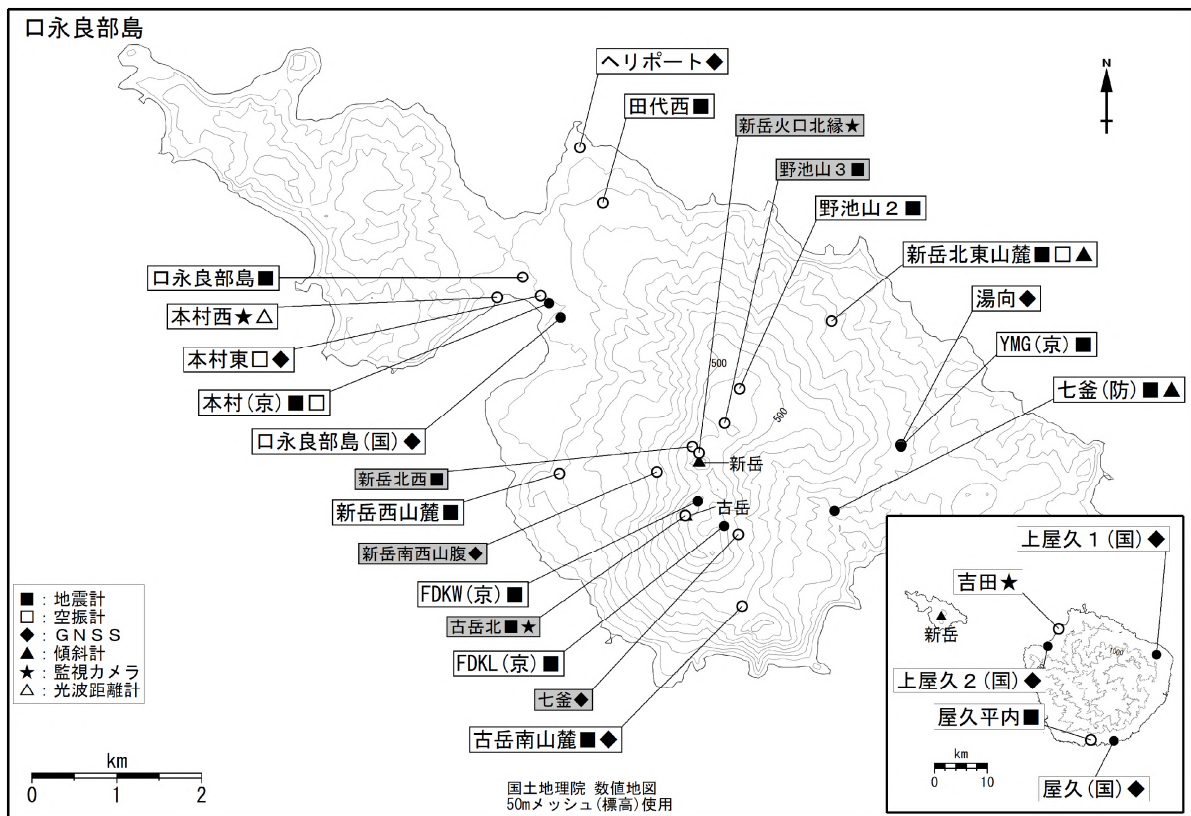 口永良部島
ヘリポート◆
田代西■
新岳火口北縁★
野池山3■
野池山2■
新岳北東山麓■□▲
湯向◆
YMG(京)■
七釜(防)■▲
口永良部島■
本村西★△
本村東□◆
本村(京)■□
口永良部島(国)◆
新岳北西■
新岳西山麓■
新岳南西山腹◆
FDKW(京)■
古岳北■★
FDKL(京)■
七釜◆
古岳南山麓■◆
N
500
500
新岳
古岳
■:地震計
□:空振計
◆:GNSS
▲:傾斜計
★:監視カメラ
△:光波距離計
km
0 1 2
国土地理院 数値地図
50mメッシュ(標高)使用
上屋久1(国)◆
吉田★
新岳
1000
上屋久2(国)◆
屋久平内■
km
0 10
屋久(国)◆